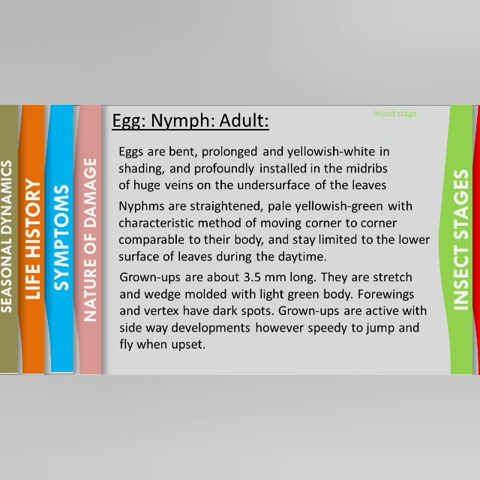 SEASONAL DYNAMICS
LIFE HISTORY
SYMPTOMS
NATURE OF DAMAGE
Insect stage
Egg: Nymph: Adult:
Eggs are bent, prolonged and yellowish-white in
shading, and profoundly installed in the midribs
of huge veins on the undersurface of the leaves
Nyphms are straightened, pale yellowish-green with
characteristic method of moving corner to corner
comparable to their body, and stay limited to the lower
surface of leaves during the daytime.
Grown-ups are about 3.5 mm long. They are stretch
and wedge molded with light green body. Forewings
and vertex have dark spots. Grown-ups are active with
side way developments however speedy to jump and
fly when upset.
INSECT STAGES